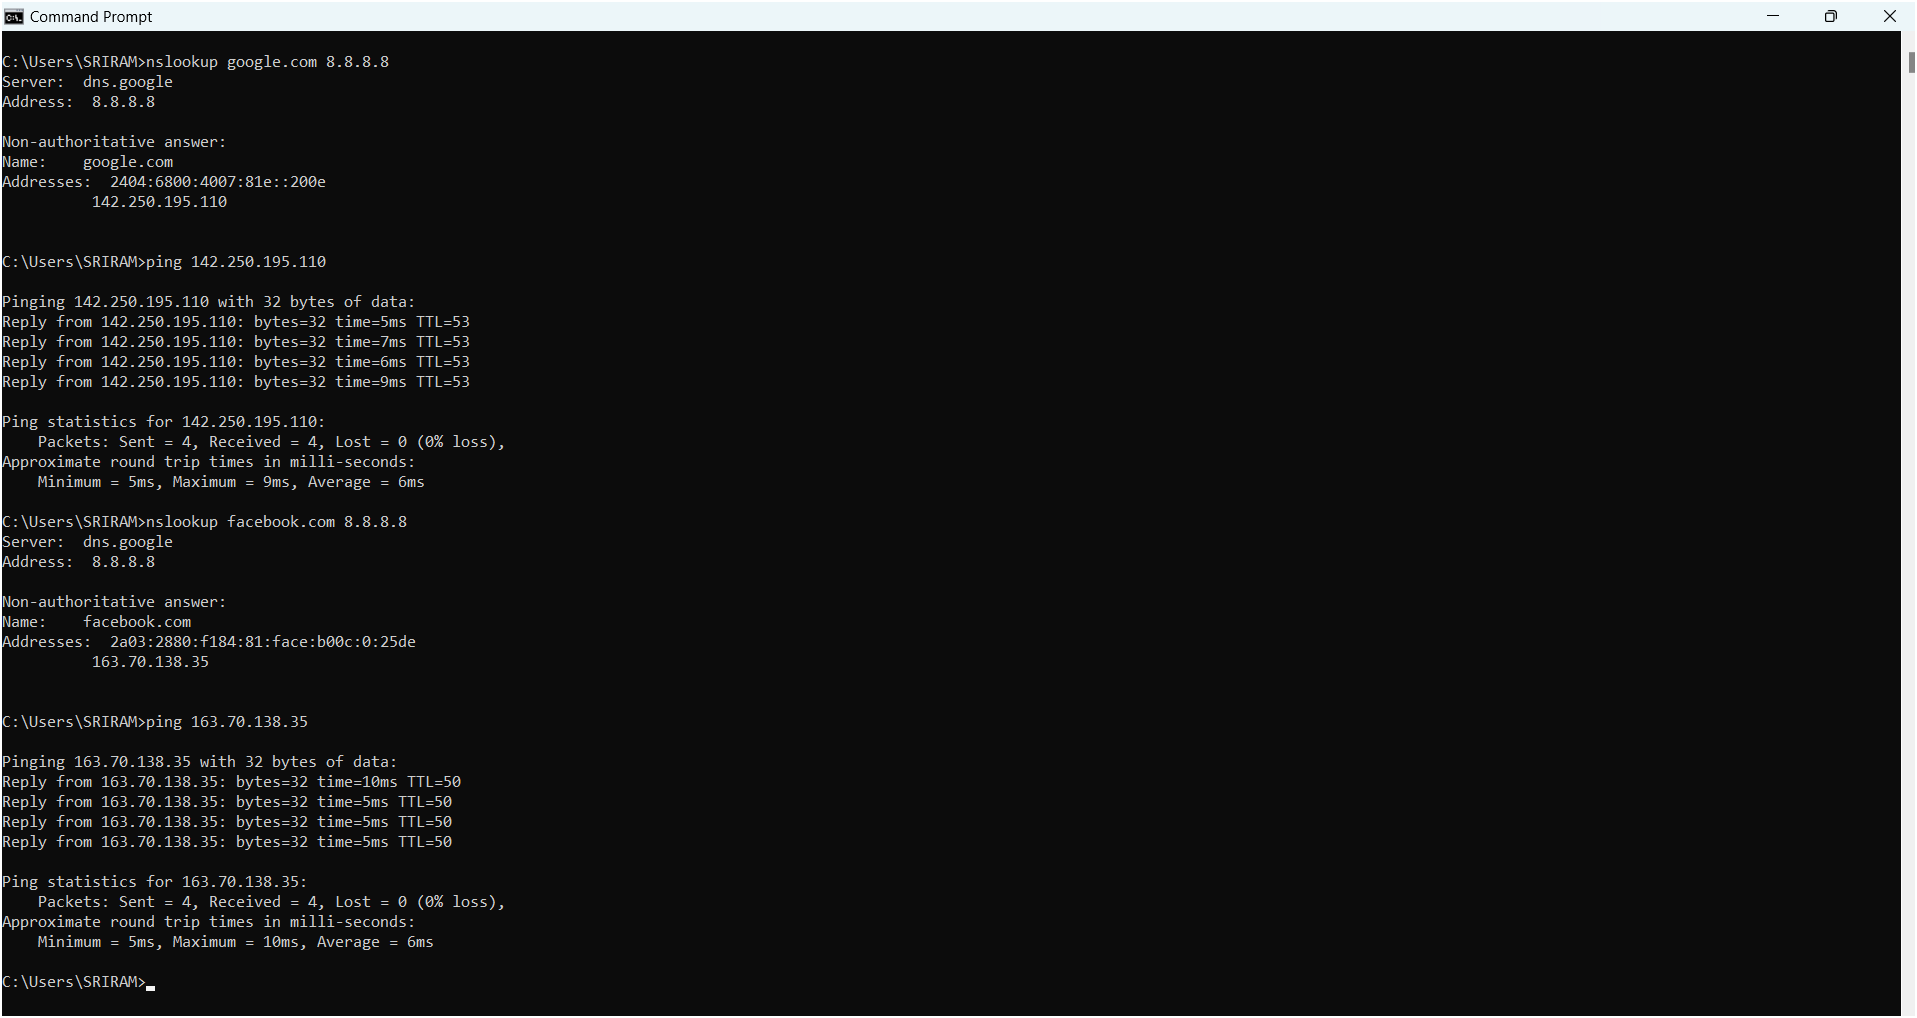 Command Prompt
C:\Users\SRIRAM>nslookup google.com 8.8.8.8
Server:  dns.google
Address:  8.8.8.8
Non-authoritative answer:
Name:    google.com
Addresses:  2404:6800:4007:81e::200e
          142.250.195.110
C:\Users\SRIRAM>ping 142.250.195.110
Pinging 142.250.195.110 with 32 bytes of data:
Reply from 142.250.195.110: bytes=32 time=5ms TTL=53
Reply from 142.250.195.110: bytes=32 time=7ms TTL=53
Reply from 142.250.195.110: bytes=32 time=6ms TTL=53
Reply from 142.250.195.110: bytes=32 time=9ms TTL=53
Ping statistics for 142.250.195.110:
    Packets: Sent = 4, Received = 4, Lost = 0 (0% loss),
Approximate round trip times in milli-seconds:
    Minimum = 5ms, Maximum = 9ms, Average = 6ms
C:\Users\SRIRAM>nslookup facebook.com 8.8.8.8
Server:  dns.google
Address:  8.8.8.8
Non-authoritative answer:
Name:    facebook.com
Addresses:  2a03:2880:f184:81:face:b00c:0:25de
          163.70.138.35
C:\Users\SRIRAM>ping 163.70.138.35
Pinging 163.70.138.35 with 32 bytes of data:
Reply from 163.70.138.35: bytes=32 time=10ms TTL=50
Reply from 163.70.138.35: bytes=32 time=5ms TTL=50
Reply from 163.70.138.35: bytes=32 time=5ms TTL=50
Reply from 163.70.138.35: bytes=32 time=5ms TTL=50
Ping statistics for 163.70.138.35:
    Packets: Sent = 4, Received = 4, Lost = 0 (0% loss),
Approximate round trip times in milli-seconds:
    Minimum = 5ms, Maximum = 10ms, Average = 6ms
C:\Users\SRIRAM>